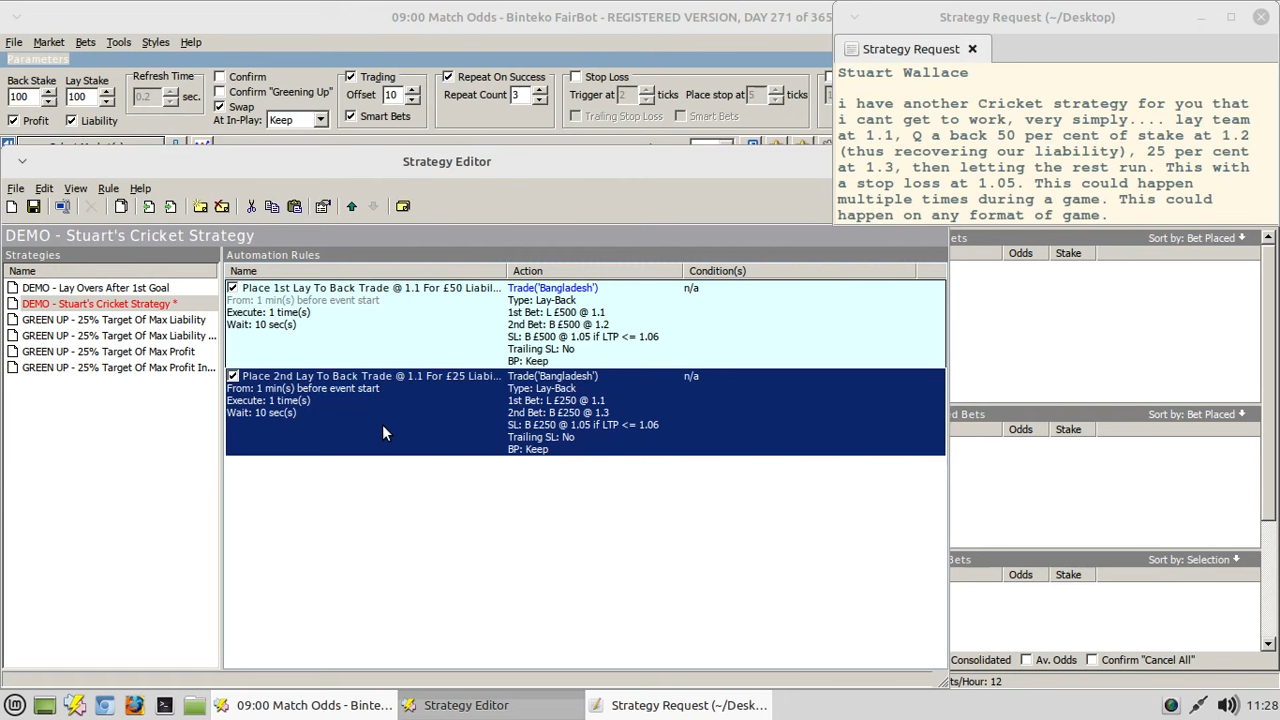 09:00 Match Odds - Binteko FairBot - REGISTERED VERSION, DAY 271 of 365
File Market Bets Tools Styles Help
Parameters
Back Stake Lay Stake
100 100
Profit Liability
Refresh Time
0.2 sec.
Confirm
Confirm "Greening Up"
Swap
At In-Play: Keep
Trading
Offset 10
Smart Bets
Repeat On Success
Repeat Count 3
Stop Loss
Trigger at 2 ticks Place stop at 5 ticks
Trailing Stop Loss Smart Bets
Strategy Request (~/Desktop)
Strategy Request
Stuart Wallace
i have another Cricket strategy for you that
i cant get to work, very simply.... lay team
at 1.1, Q a back 50 per cent of stake at 1.2
(thus recovering our liability), 25 per cent
at 1.3, then letting the rest run. This with
a stop loss at 1.05. This could happen
multiple times during a game. This could
happen on any format of game.
Strategy Editor
File Edit View Rule Help
DEMO - Stuart's Cricket Strategy
Strategies
Name
DEMO - Lay Overs After 1st Goal
DEMO - Stuart's Cricket Strategy *
GREEN UP - 25% Target Of Max Liability
GREEN UP - 25% Target Of Max Liability ...
GREEN UP - 25% Target Of Max Profit
GREEN UP - 25% Target Of Max Profit In...
Automation Rules
Name Action Condition(s)
Place 1st Lay To Back Trade @ 1.1 For £50 Liabil... Trade('Bangladesh') n/a
From: 1 min(s) before event start Type: Lay-Back
Execute: 1 time(s) 1st Bet: L £500 @ 1.1
Wait: 10 sec(s) 2nd Bet: B £500 @ 1.2
SL: B £500 @ 1.05 if LTP <= 1.06
Trailing SL: No
BP: Keep
Place 2nd Lay To Back Trade @ 1.1 For £25 Liabi... Trade('Bangladesh') n/a
From: 1 min(s) before event start Type: Lay-Back
Execute: 1 time(s) 1st Bet: L £250 @ 1.1
Wait: 10 sec(s) 2nd Bet: B £250 @ 1.3
SL: B £250 @ 1.05 if LTP <= 1.06
Trailing SL: No
BP: Keep
ets Sort by: Bet Placed
Odds Stake
d Bets Sort by: Bet Placed
Odds Stake
Bets Sort by: Selection
Odds Stake
Consolidated Av. Odds Confirm "Cancel All"
ts/Hour: 12
09:00 Match Odds - Binte... Strategy Editor Strategy Request (~/Desk... 11:28